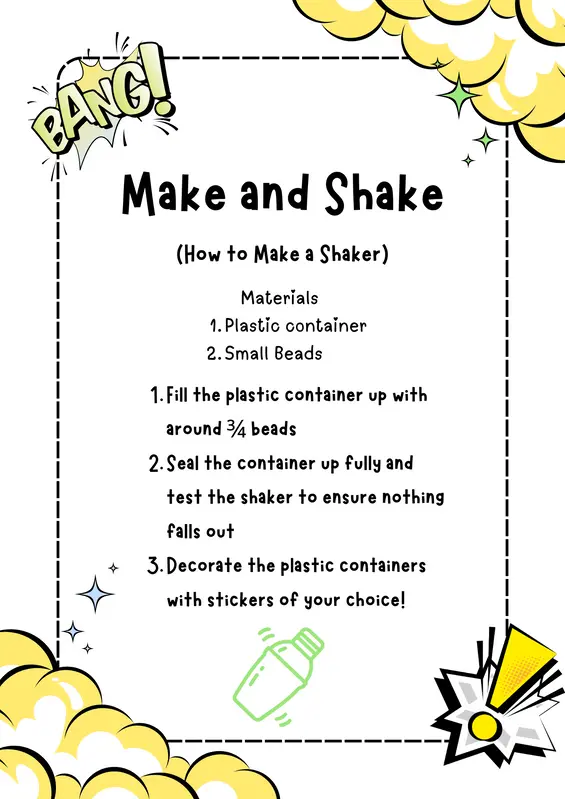 BANG!
Make and Shake
(How to Make a Shaker)
Materials
1. Plastic container
2. Small Beads
1. Fill the plastic container up with
around ¾ beads
2. Seal the container up fully and
test the shaker to ensure nothing
falls out
3. Decorate the plastic containers
with stickers of your choice!